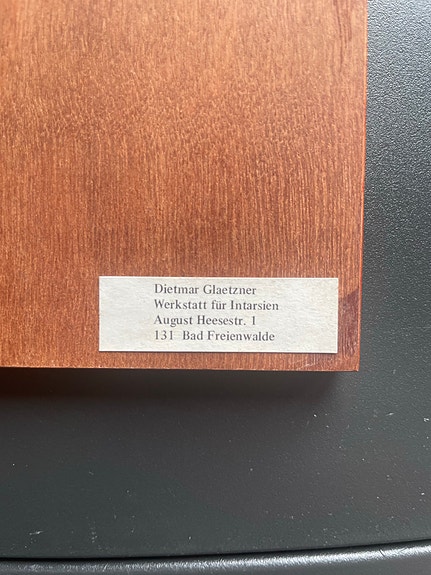 Dietmar Glaetzner
Werkstatt für Intarsien
August Heesestr. 1
131 Bad Freienwalde